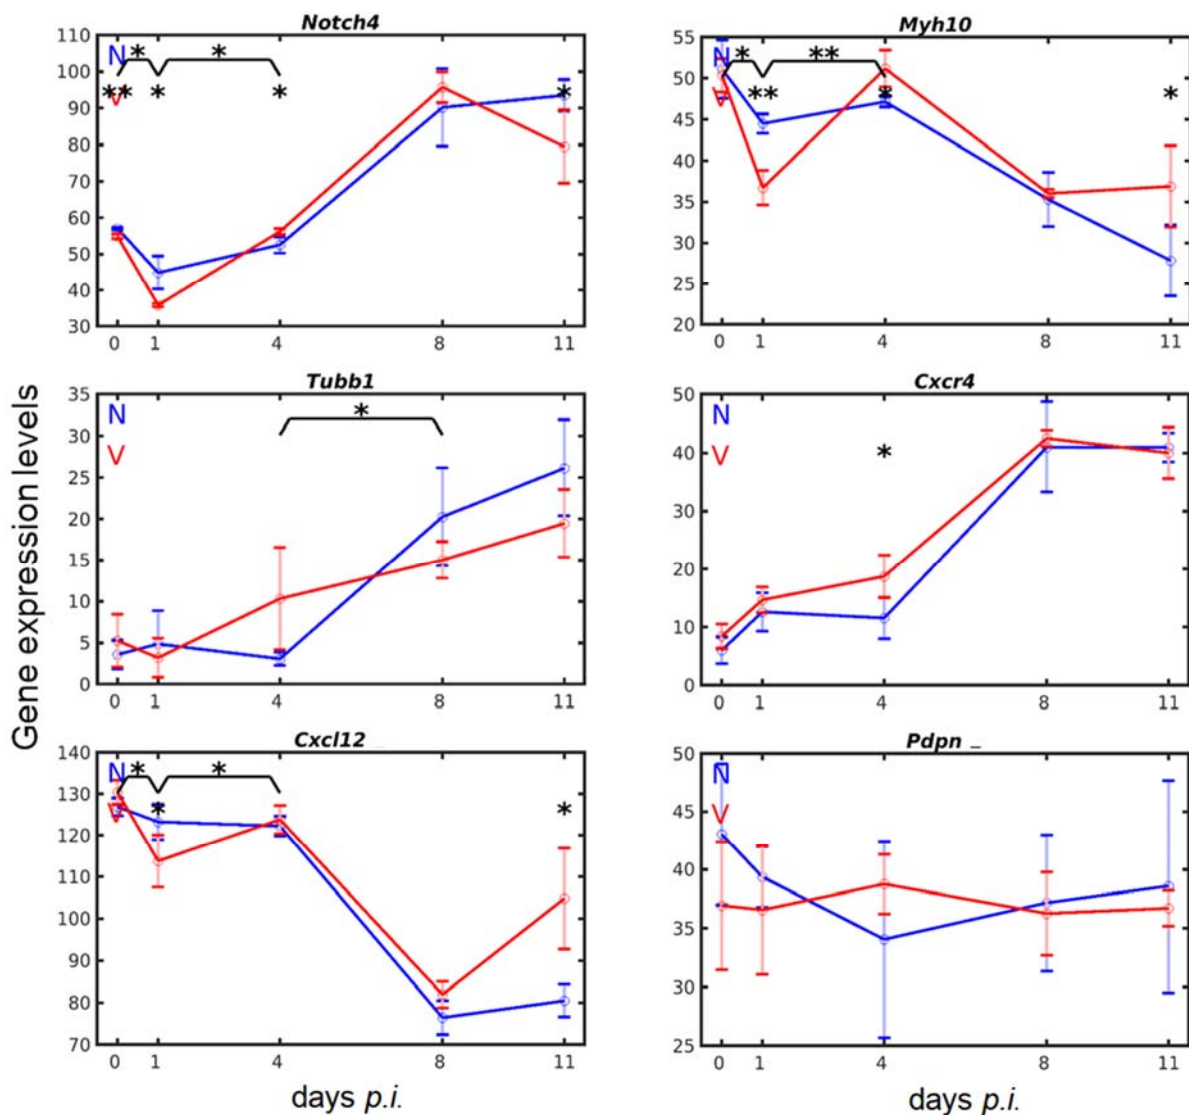 Notch4
110
100
90
80
70
60
50
40
30
N
V
*
*
**
*
*
*
0 1 4 8 11
Myh10
55
50
45
40
35
30
25
20
N
V
*
**
**
*
*
0 1 4 8 11
Gene expression levels
Tubb1
35
30
25
20
15
10
5
0
N
V
*
0 1 4 8 11
Cxcr4
50
40
30
20
10
0
N
V
*
0 1 4 8 11
Cxcl12
140
130
120
110
100
90
80
70
N
V
*
*
*
*
0 1 4 8 11
days p.i.
Pdpn _
50
45
40
35
30
25
N
V
0 1 4 8 11
days p.i.